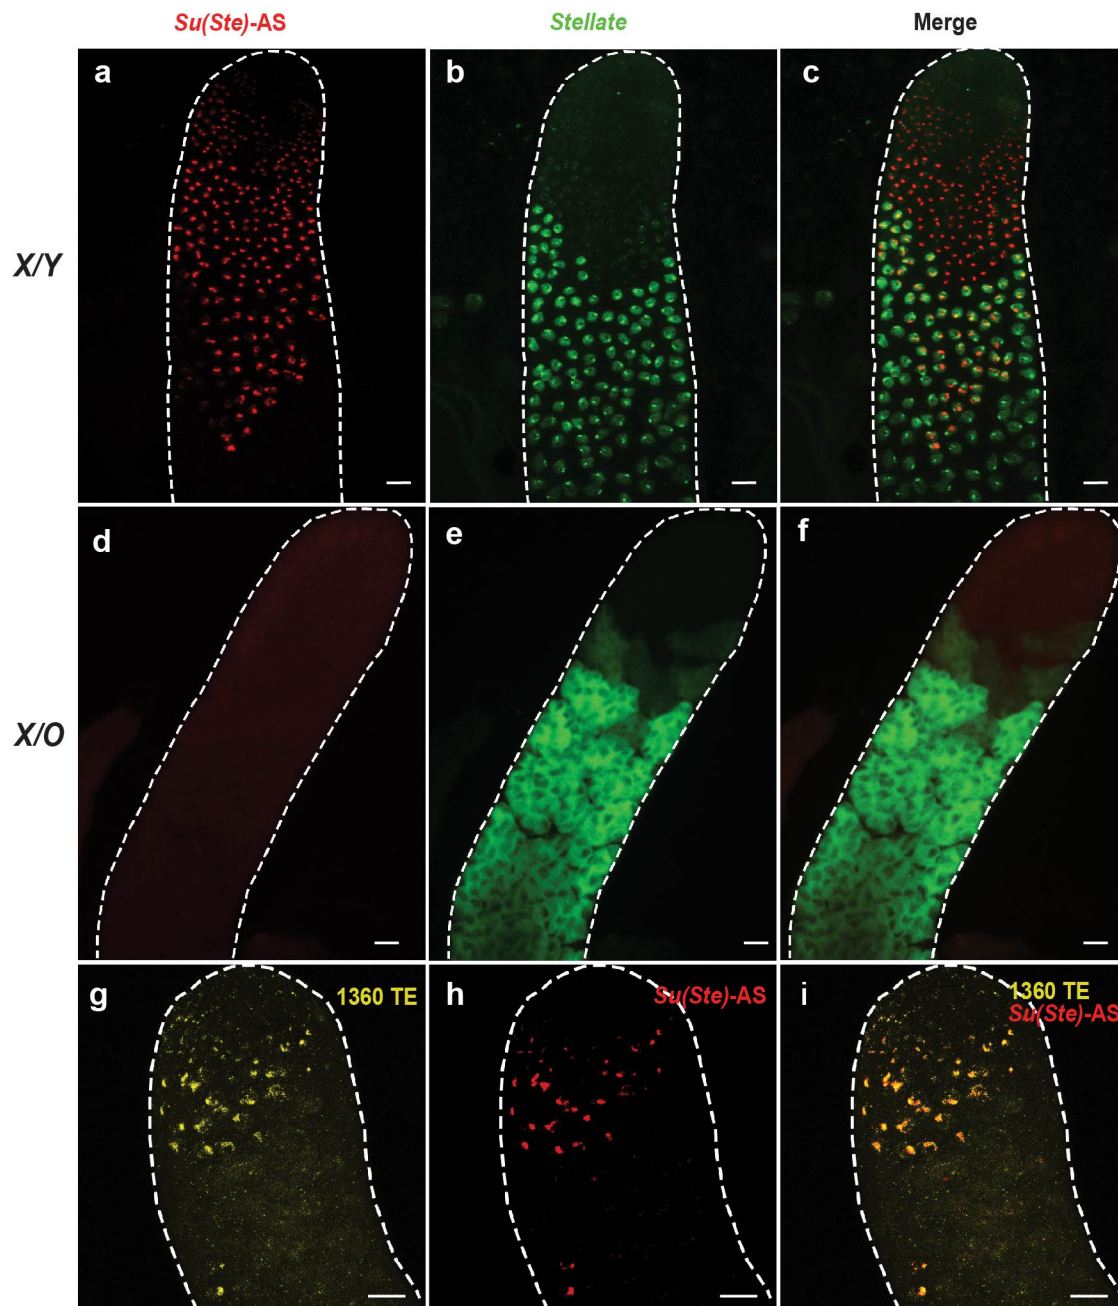 Su(Ste)-AS
Stellate
Merge
a
b
c
X/Y
d
e
f
X/O
g
1360 TE
h
Su(Ste)-AS
i
1360 TE
Su(Ste)-AS